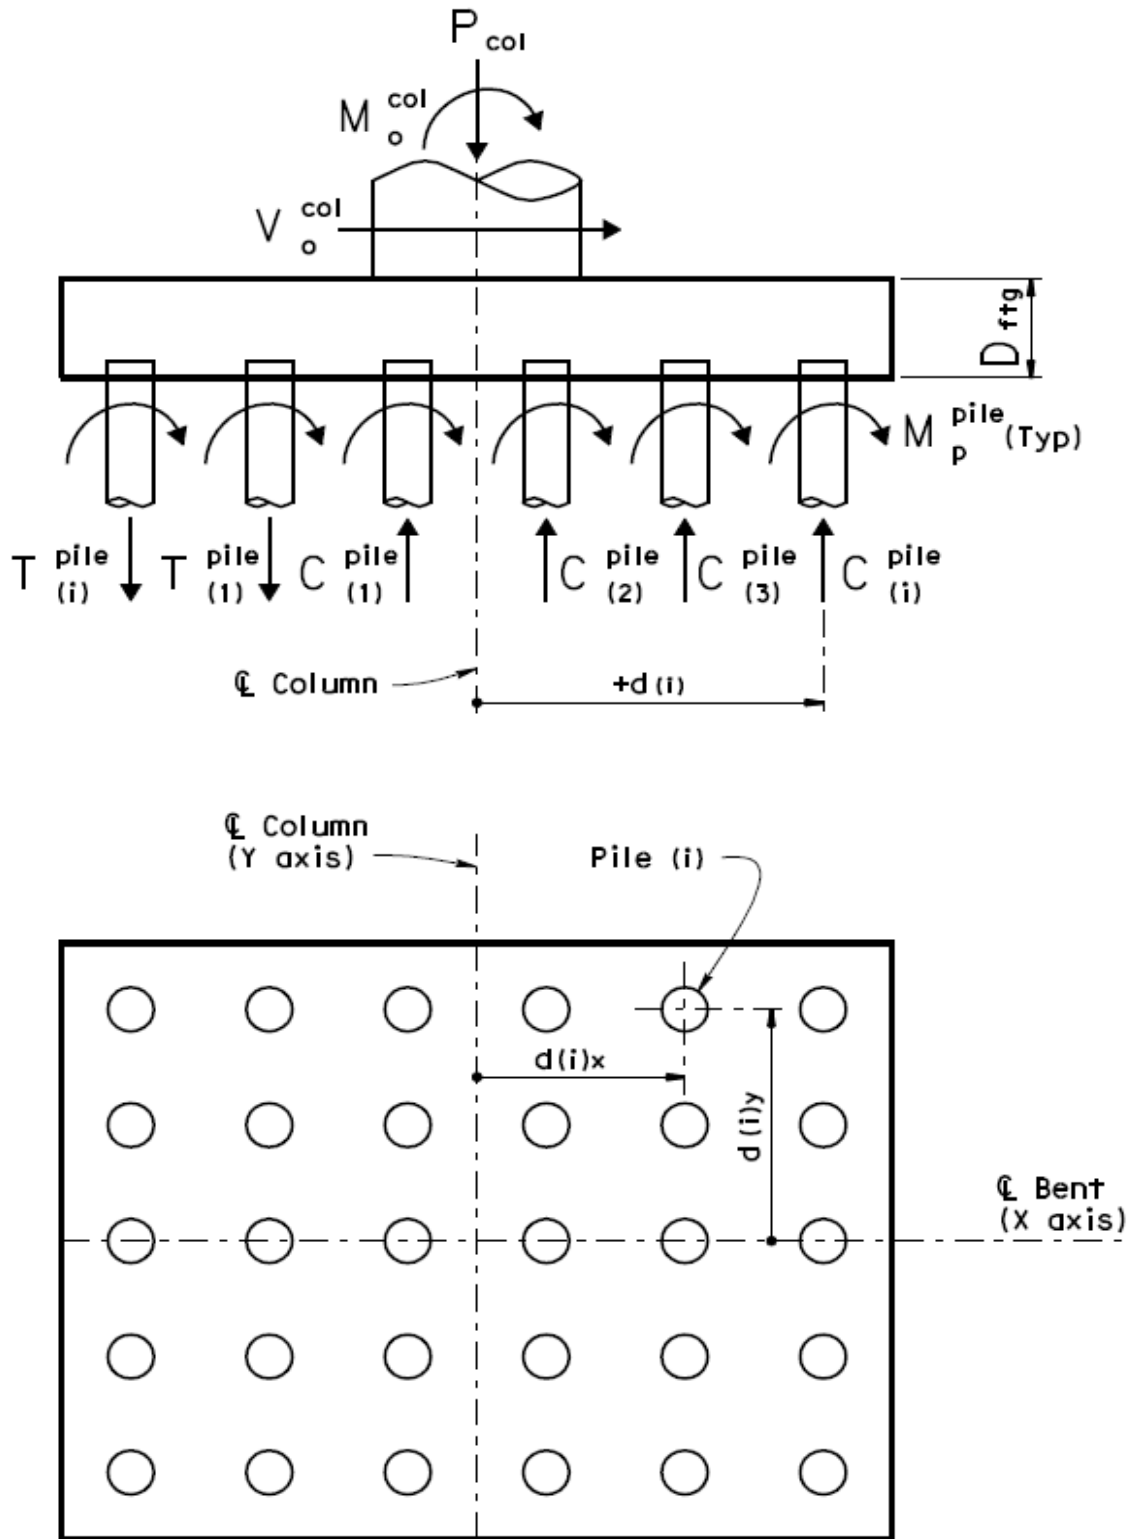 P col
M col o
V col o
D ftg
M pile p (Typ)
T pile (i)
T pile (1)
C pile (1)
C pile (2)
C pile (3)
C pile (i)
℄ Column
+d(i)
℄ Column
(Y axis)
Pile (i)
d(i)x
d(i)y
℄ Bent
(X axis)